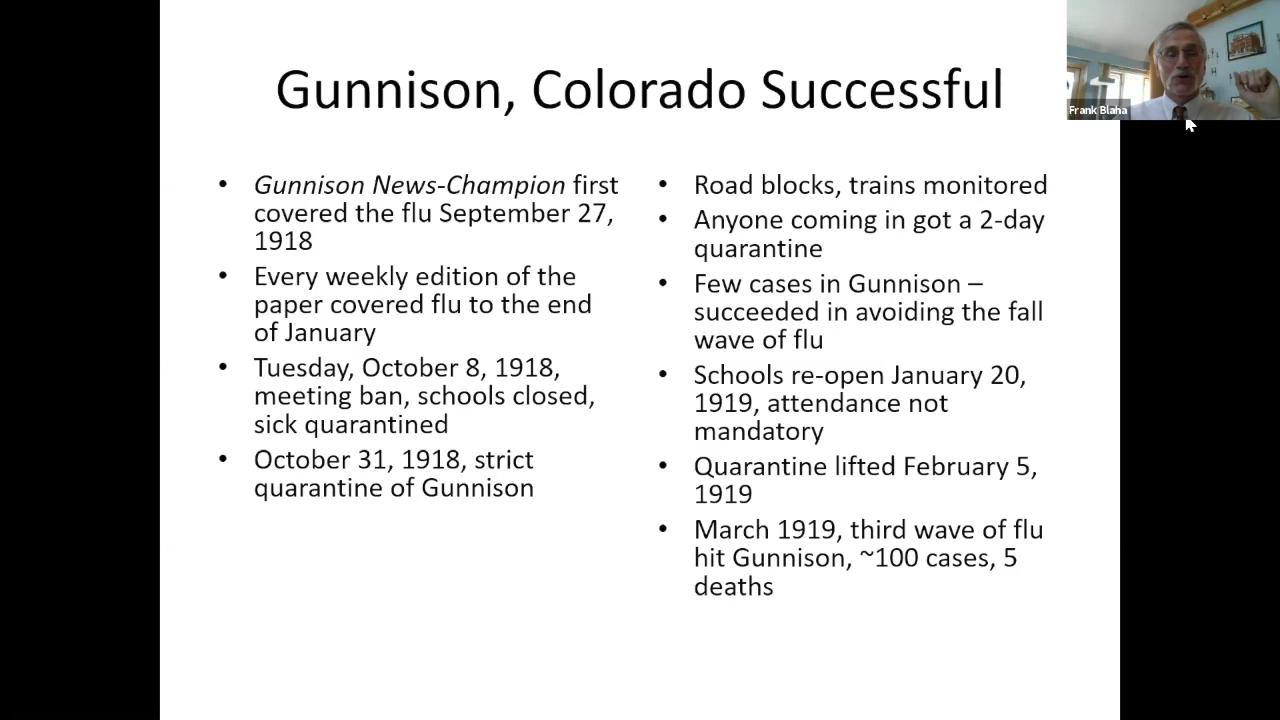 Gunnison, Colorado Successful
• Gunnison News-Champion first
covered the flu September 27,
1918
• Every weekly edition of the
paper covered flu to the end
of January
• Tuesday, October 8, 1918,
meeting ban, schools closed,
sick quarantined
• October 31, 1918, strict
quarantine of Gunnison
• Road blocks, trains monitored
• Anyone coming in got a 2-day
quarantine
• Few cases in Gunnison –
succeeded in avoiding the fall
wave of flu
• Schools re-open January 20,
1919, attendance not
mandatory
• Quarantine lifted February 5,
1919
• March 1919, third wave of flu
hit Gunnison, ~100 cases, 5
deaths
Frank Blaha